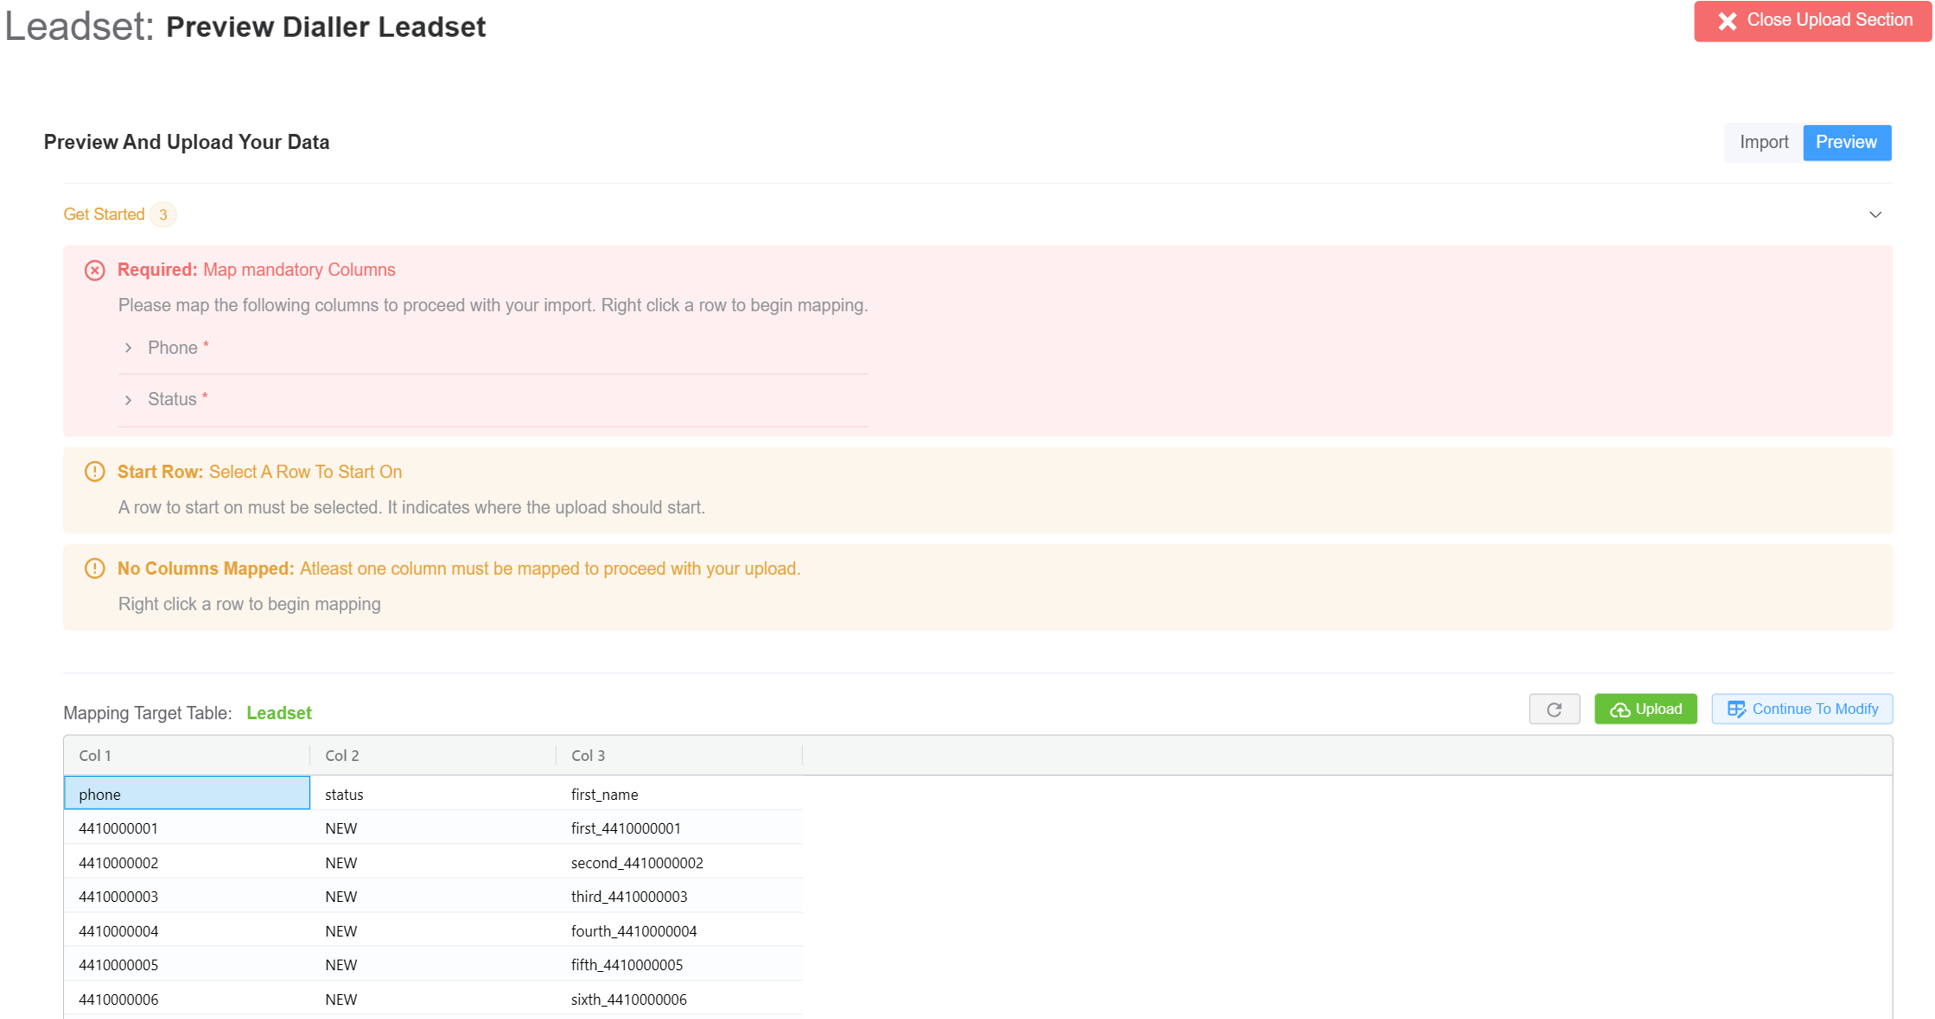 Leadset: Preview Dialler Leadset
Close Upload Section
Preview And Upload Your Data
Import Preview
Get Started 3
Required: Map mandatory Columns
Please map the following columns to proceed with your import. Right click a row to begin mapping.
Phone *
Status *
Start Row: Select A Row To Start On
A row to start on must be selected. It indicates where the upload should start.
No Columns Mapped: Atleast one column must be mapped to proceed with your upload.
Right click a row to begin mapping
Mapping Target Table: Leadset
Upload
Continue To Modify
Col 1 Col 2 Col 3
phone status first_name
4410000001 NEW first_4410000001
4410000002 NEW second_4410000002
4410000003 NEW third_4410000003
4410000004 NEW fourth_4410000004
4410000005 NEW fifth_4410000005
4410000006 NEW sixth_4410000006